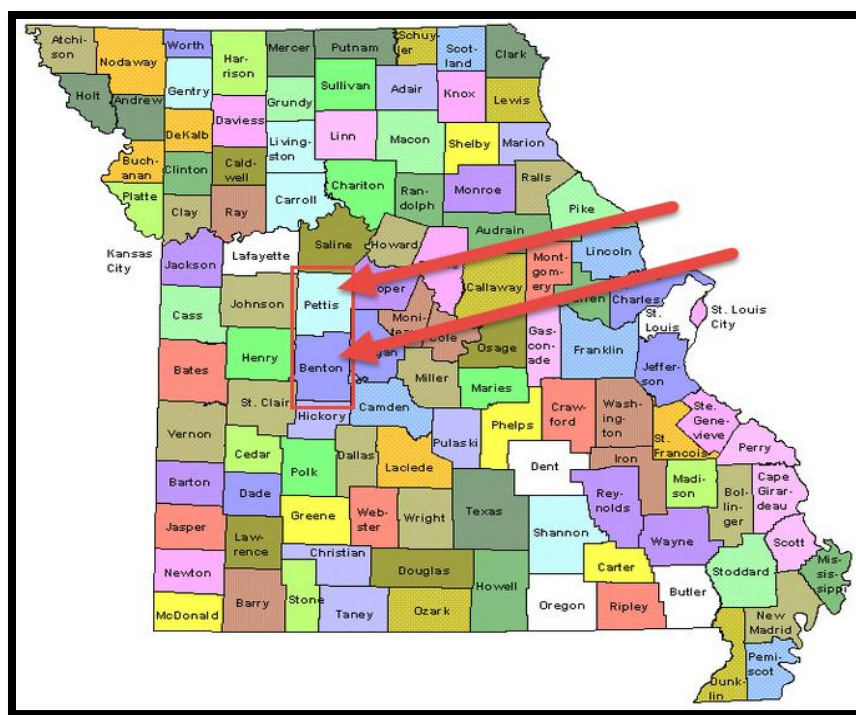 Atchi-
son
Nodaway
Worth
Har-
rison
Mercer
Putnam
Schuy-
ler
Scot-
land
Clark
Holt
Andrew
Gentry
Daviess
Grundy
Sullivan
Adair
Knox
Lewis
DeKalb
Living-
ston
Linn
Macon
Shelby
Marion
Buch-
anan
Clinton
Cald-
well
Chariton
Ran-
dolph
Monroe
Ralls
Platte
Clay
Ray
Carroll
Pike
Audrain
Kansas
City
Jackson
Lafayette
Saline
Howard
Lincoln
Mont-
gom-
ery
Callaway
Cass
Johnson
Pettis
Charles
St.
Louis
St. Louis
City
Moni-
Cole
Osage
Gas-
con-
ade
Franklin
Jeffer-
son
Bates
Henry
Benton
Miller
Maries
St. Clair
Hickory
Camden
Phelps
Craw-
ford
Wash-
ing-
ton
Ste.
Gene-
vieve
St.
Francois
Perry
Vernon
Cedar
Polk
Dallas
Laclede
Pulaski
Dent
Iron
Madi-
son
Bol-
lin-
ger
Cape
Girar-
deau
Barton
Dade
Greene
Web-
ster
Wright
Texas
Shannon
Rey-
nolds
Wayne
Scott
Jasper
Law-
rence
Christian
Douglas
Howell
Carter
Butler
Stoddard
Mis-
sis-
sippi
Newton
McDonald
Barry
Stone
Taney
Ozark
Oregon
Ripley
New
Madrid
Dunk-
lin
Pemi-
scot